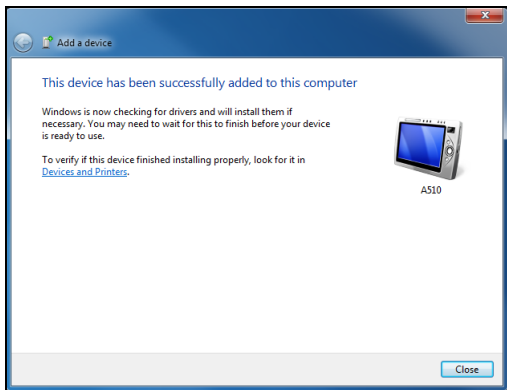 Add a device
This device has been successfully added to this computer
Windows is now checking for drivers and will install them if
necessary. You may need to wait for this to finish before your device
is ready to use.
To verify if this device finished installing properly, look for it in
Devices and Printers.
A510
Close